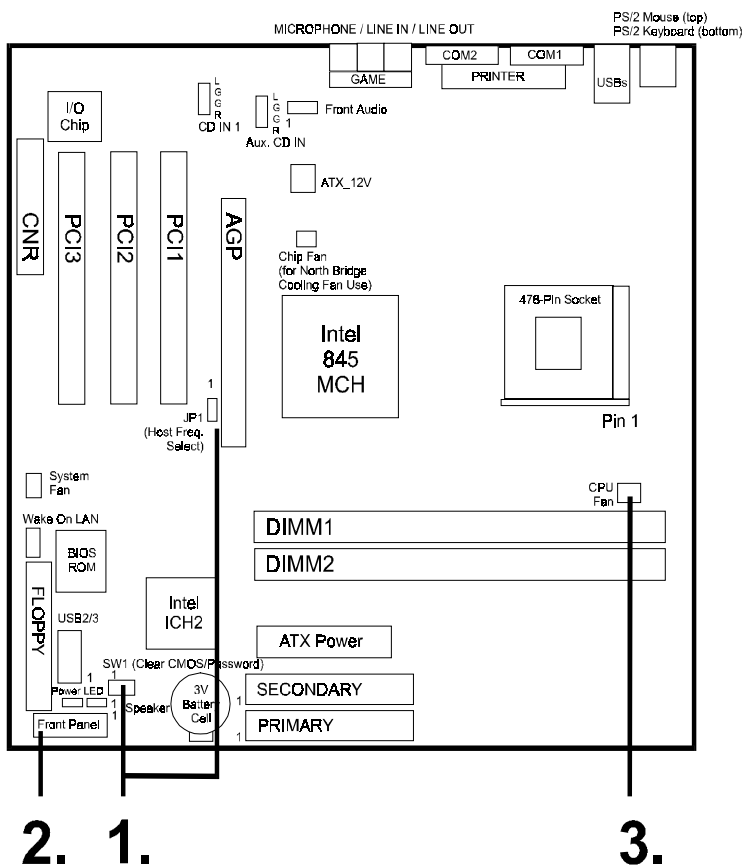 PS/2 Mouse (top)
PS/2 Keyboard (bottom)
MICROPHONE / LINE IN / LINE OUT
GAME
COM2
COM1
PRINTER
USBs
I/O
Chip
L
G
G
R
CD IN 1
L
G
G
R
1
Aux. CD IN
Front Audio
ATX_12V
CNR
PCI3
PCI2
PCI1
AGP
Chip Fan
(for North Bridge
Cooling Fan Use)
Intel
845
MCH
478-Pin Socket
Pin 1
1
JP1
(Host Freq.
Select)
System
Fan
CPU
Fan
Wake On LAN
BIOS
ROM
DIMM1
DIMM2
FLOPPY
USB2/3
1
Intel
ICH2
ATX Power
SW1 (Clear CMOS/Password)
1
Power LED
1
1
Speaker
3V
Battery
Cell
1
SECONDARY
1
PRIMARY
Front Panel
2.
1.
3.